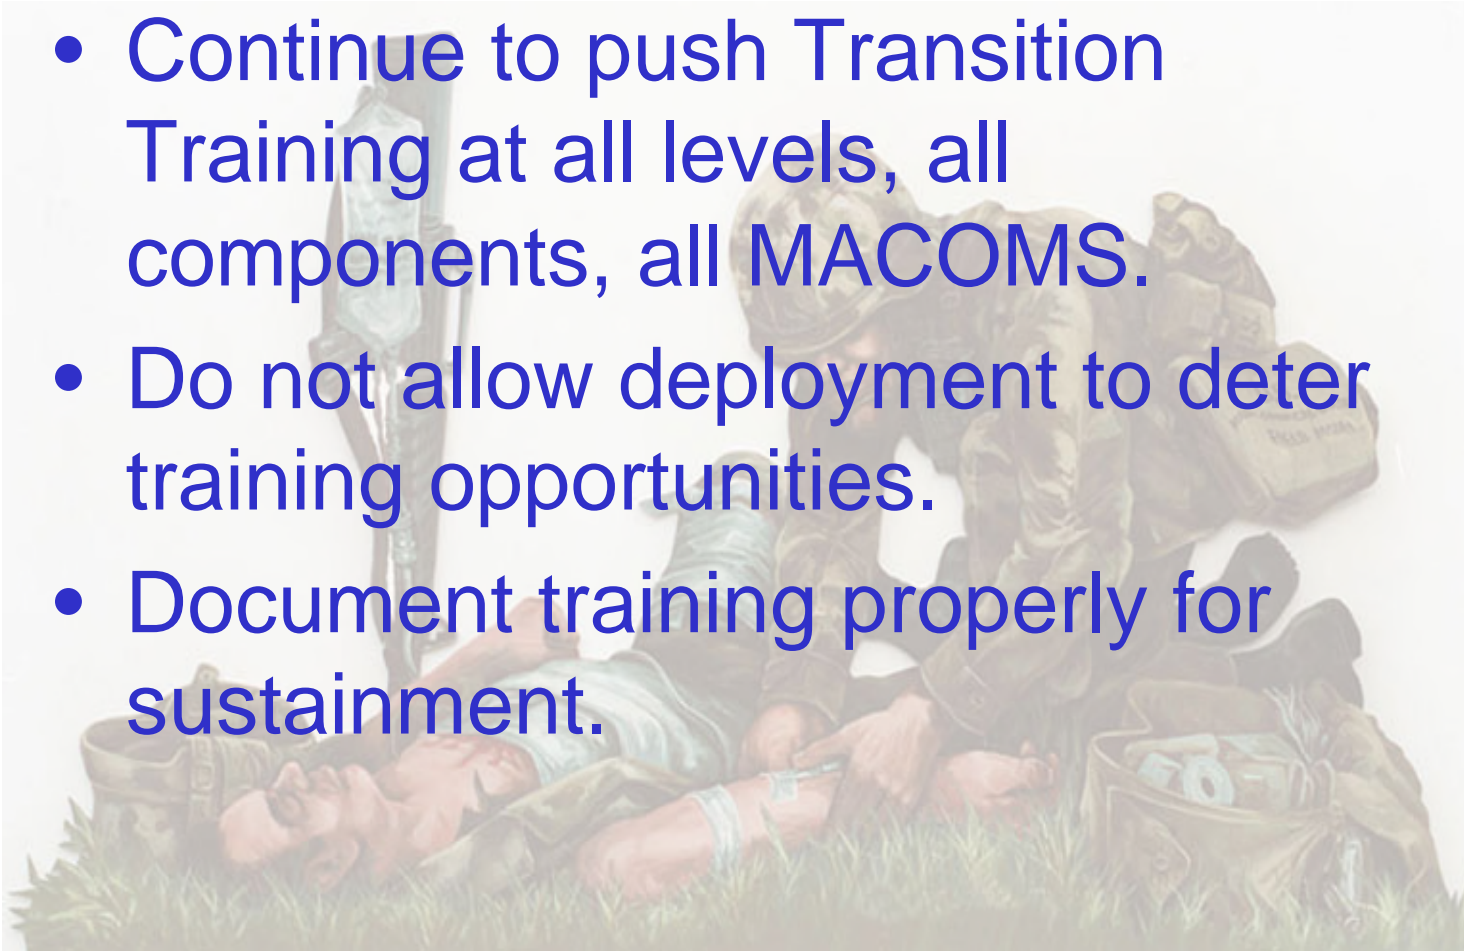 • Continue to push Transition
Training at all levels, all
components, all MACOMS.
• Do not allow deployment to deter
training opportunities.
• Document training properly for
sustainment.